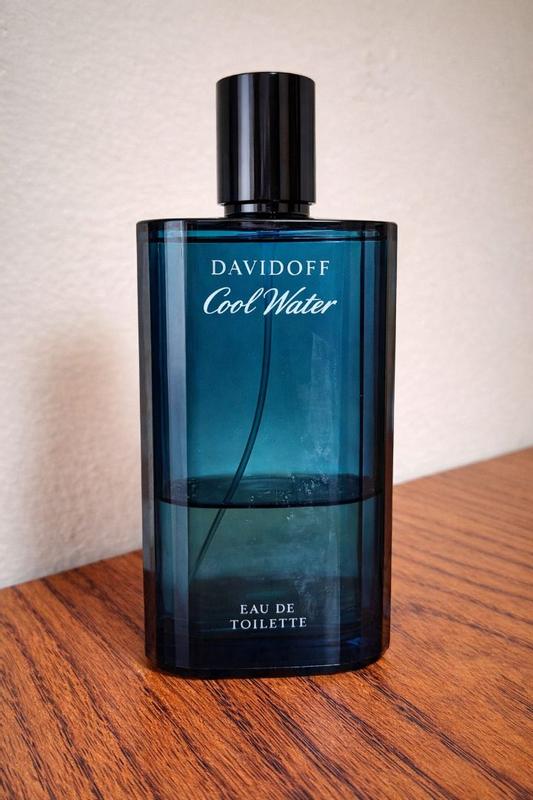 DAVIDOFF
Cool Water
EAU DE
TOILETTE